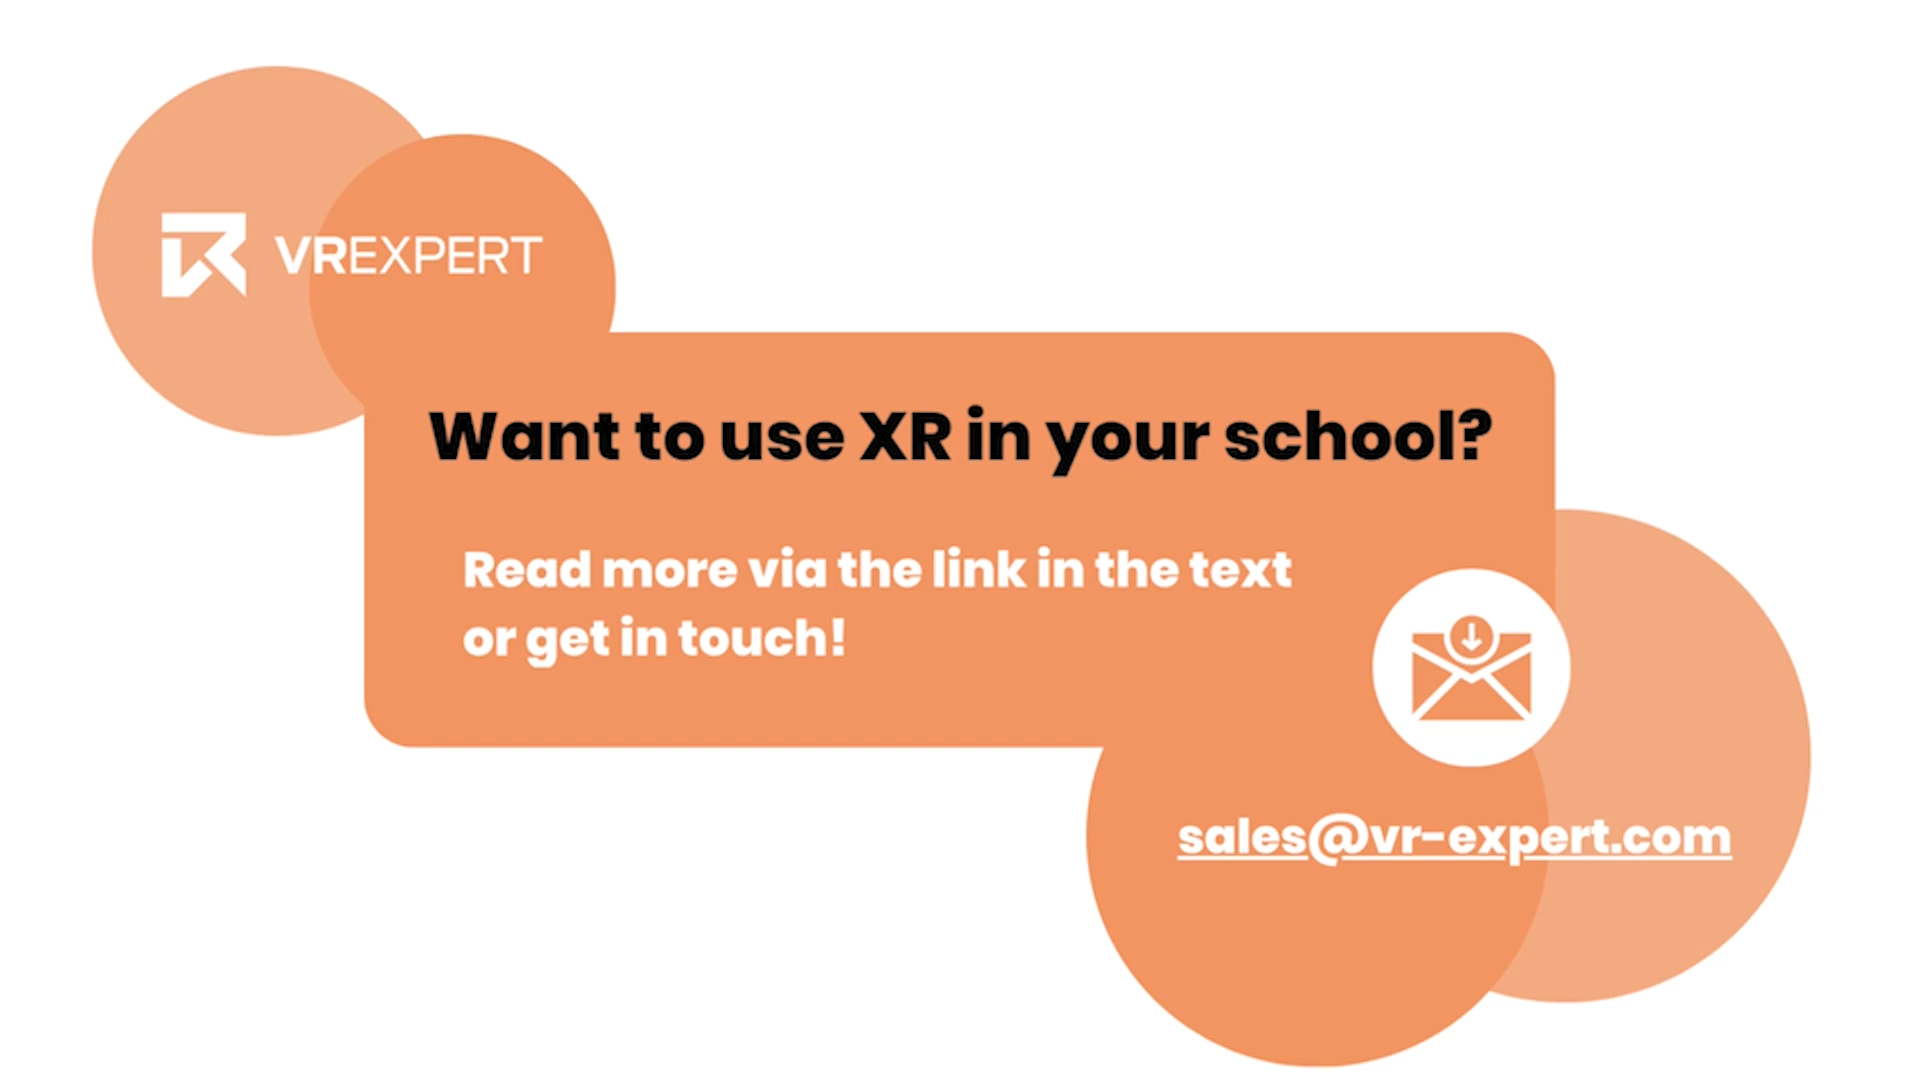 VREXPERT
Want to use XR in your school?
Read more via the link in the text
or get in touch!
sales@vr-expert.com